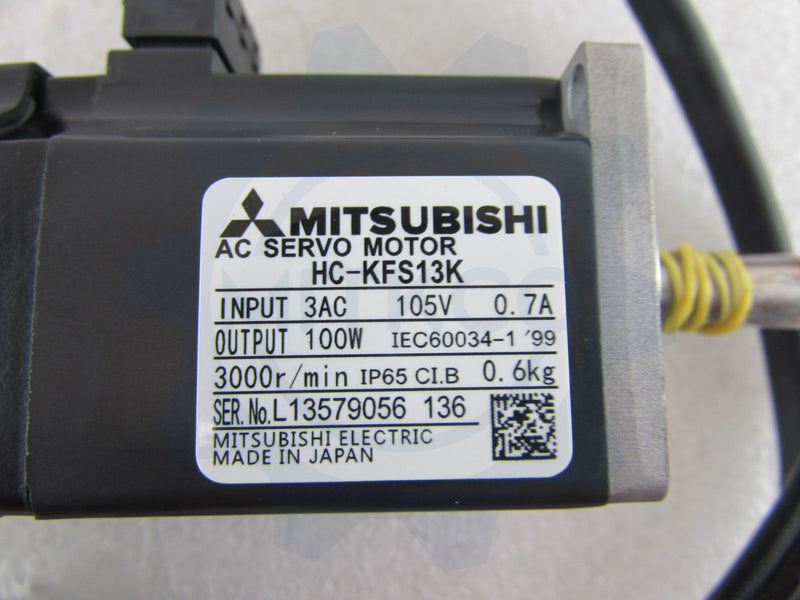 MITSUBISHI
AC SERVO MOTOR
HC-KFS13K
INPUT 3AC 105V 0.7A
OUTPUT 100W IEC60034-1 '99
3000r/min IP65 CI.B 0.6kg
SER.No.L13579056 136
MITSUBISHI ELECTRIC
MADE IN JAPAN